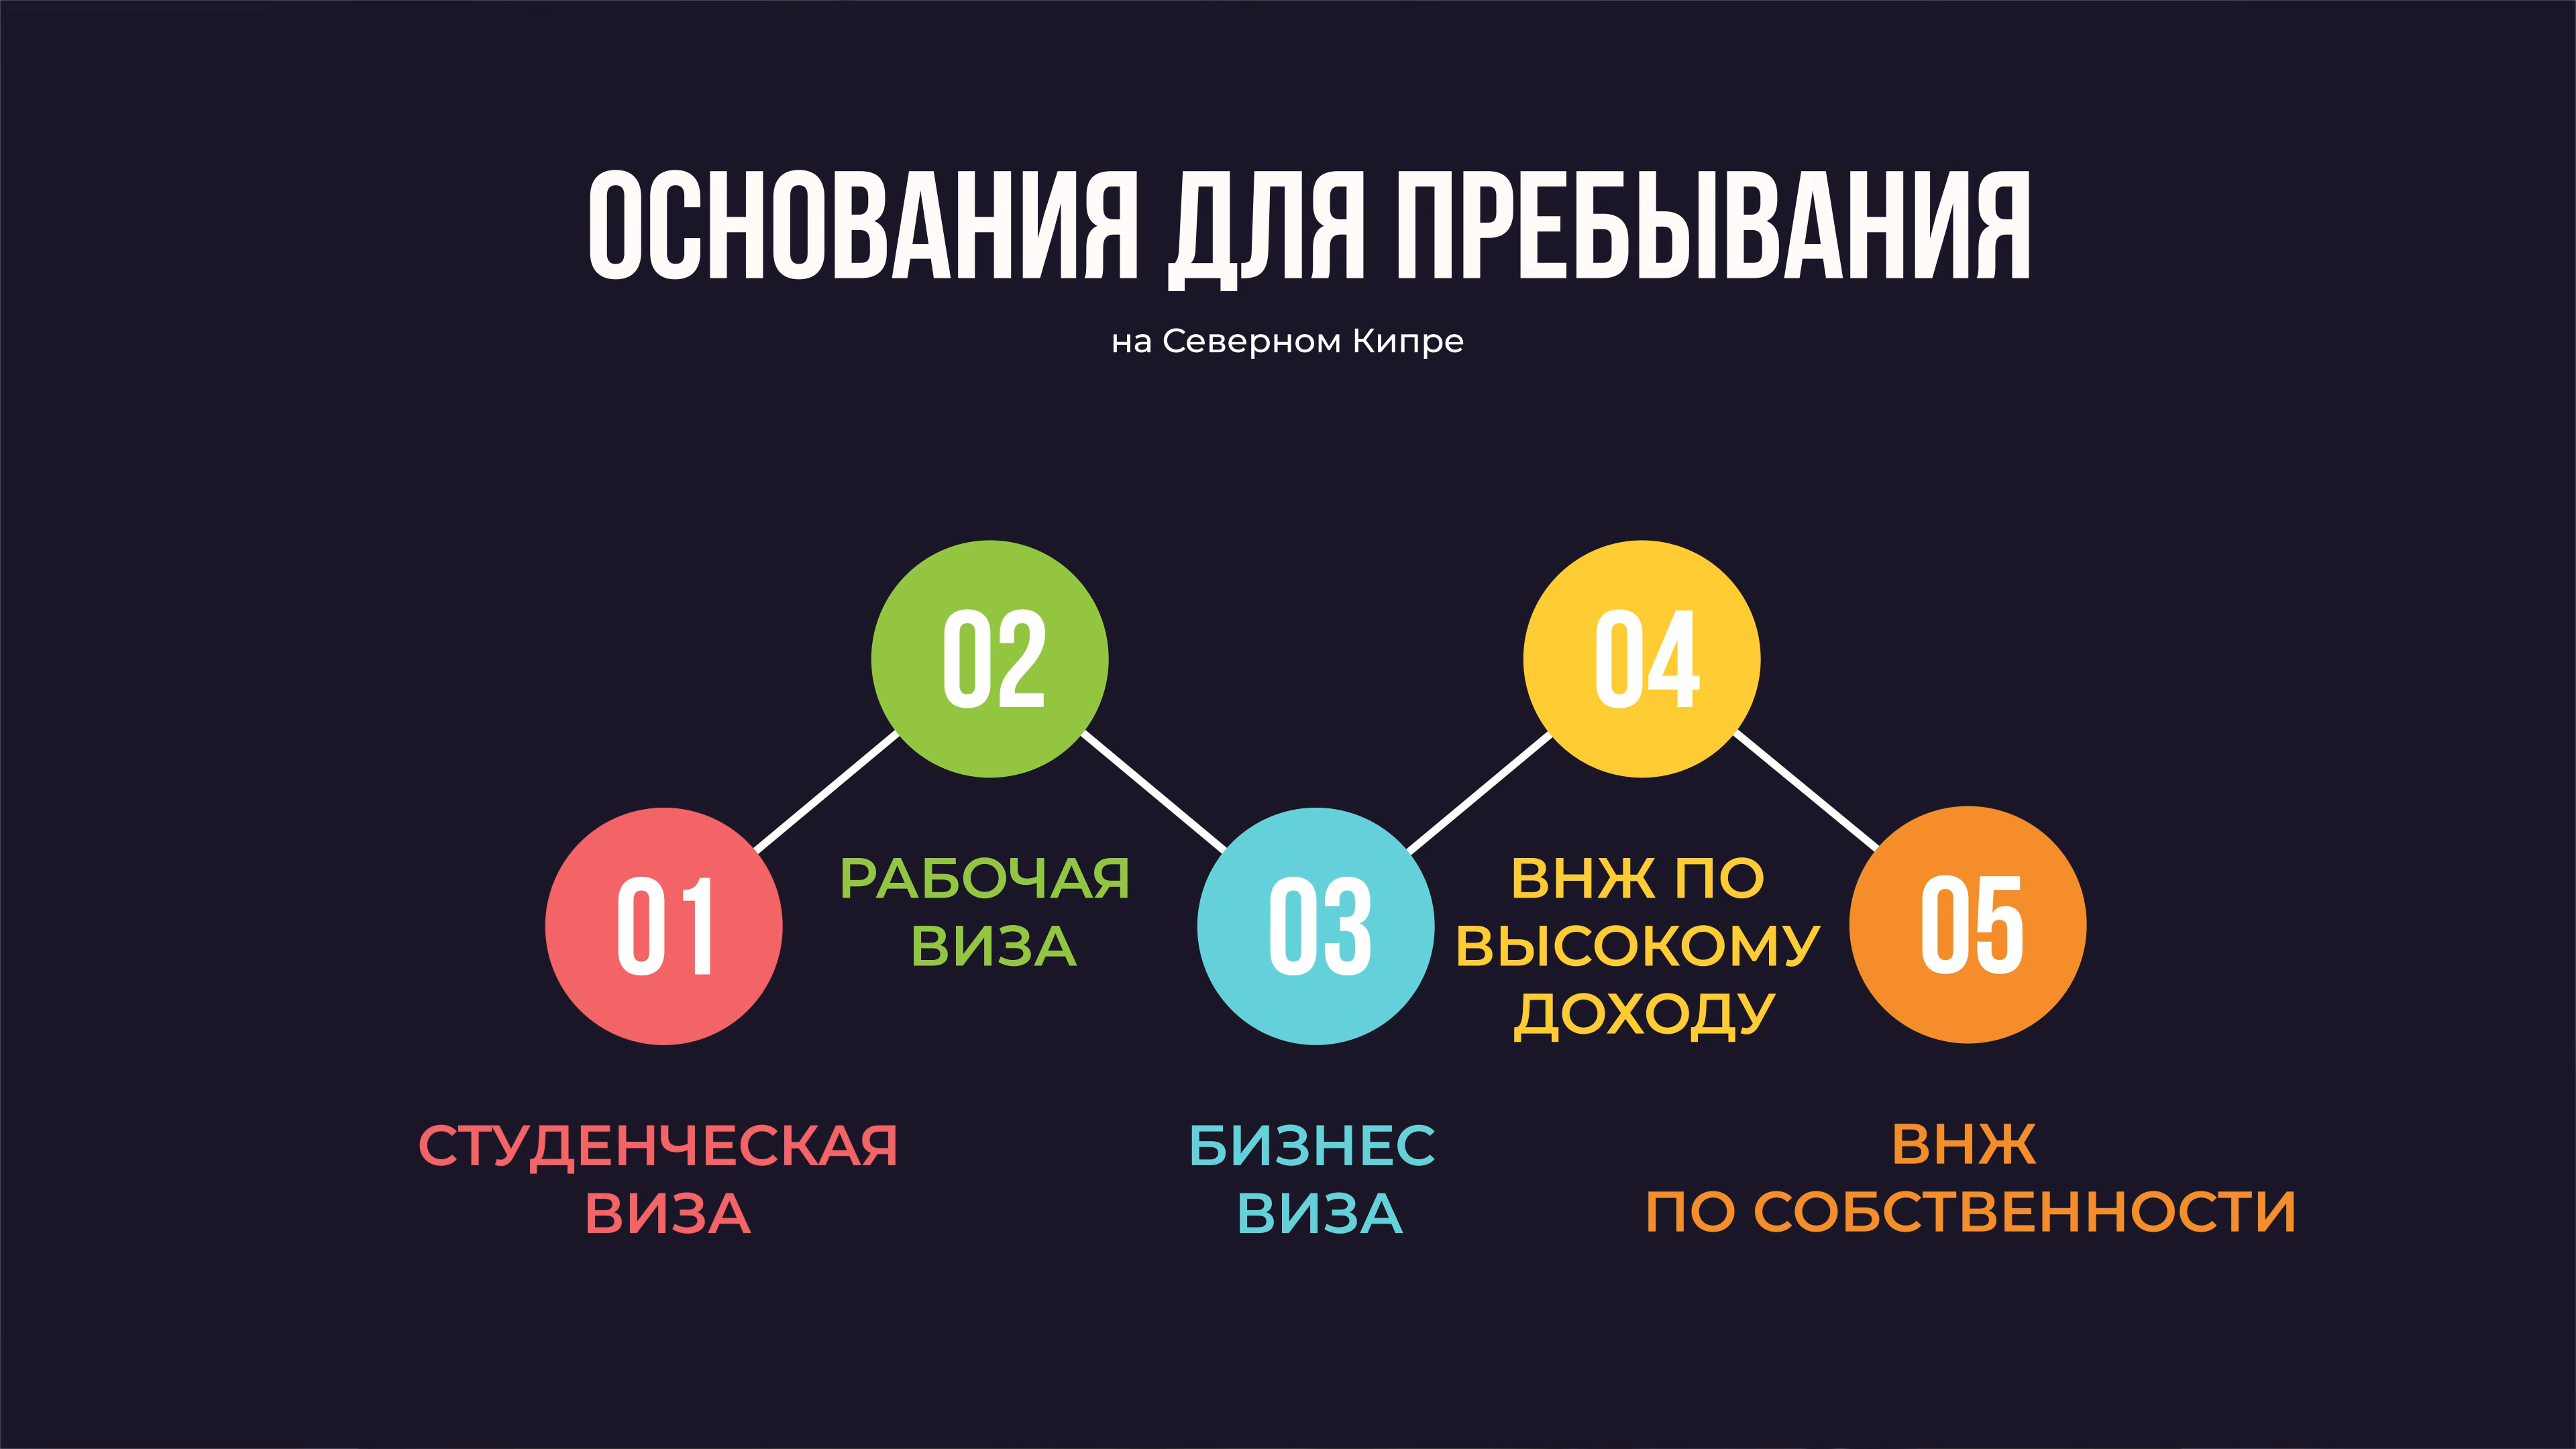 ОСНОВАНИЯ ДЛЯ ПРЕБЫВАНИЯ
на Северном Кипре
01
СТУДЕНЧЕСКАЯ
ВИЗА
02
РАБОЧАЯ
ВИЗА
03
БИЗНЕС
ВИЗА
04
ВНЖ ПО
ВЫСОКОМУ
ДОХОДУ
05
ВНЖ
ПО СОБСТВЕННОСТИ